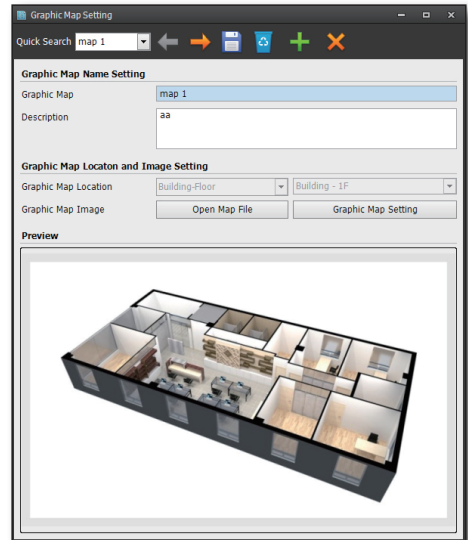 Graphic Map Setting
Quick Search map 1
Graphic Map Name Setting
Graphic Map map 1
Description aa
Graphic Map Locaton and Image Setting
Graphic Map Location Building-Floor Building - 1F
Graphic Map Image Open Map File Graphic Map Setting
Preview